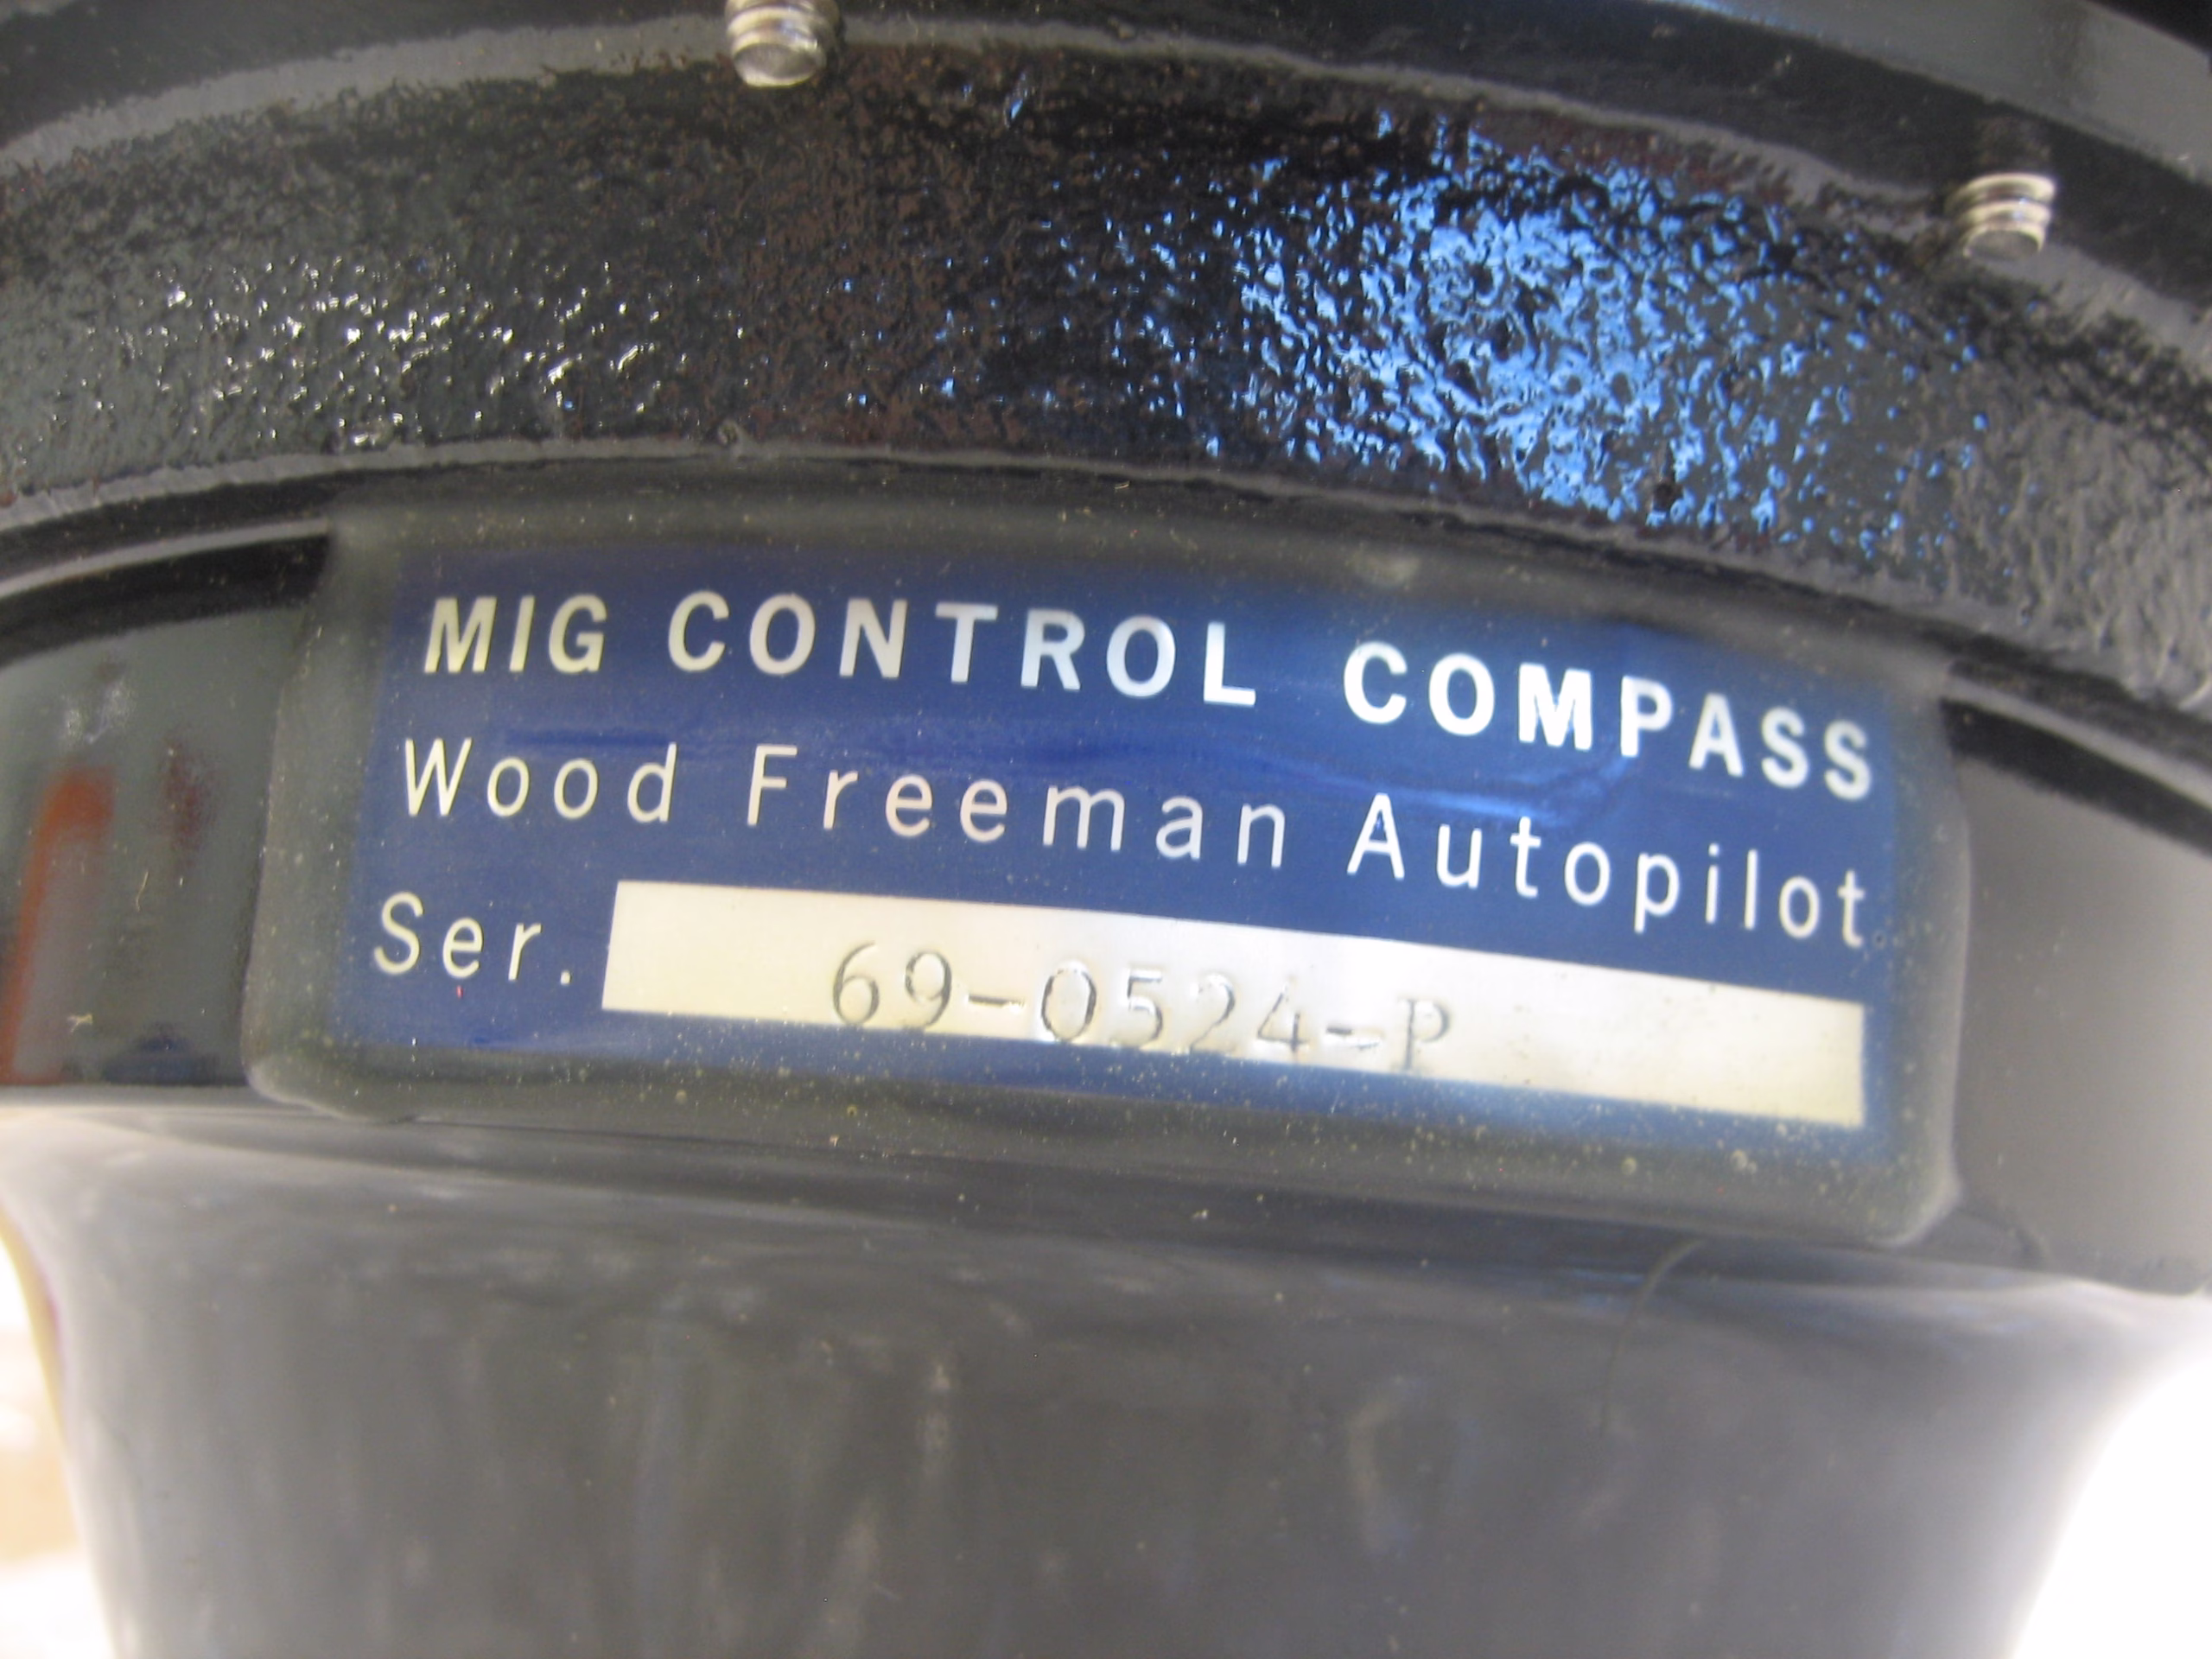 MIG CONTROL COMPASS
Wood Freeman Autopilot
Ser. 69-0524-P